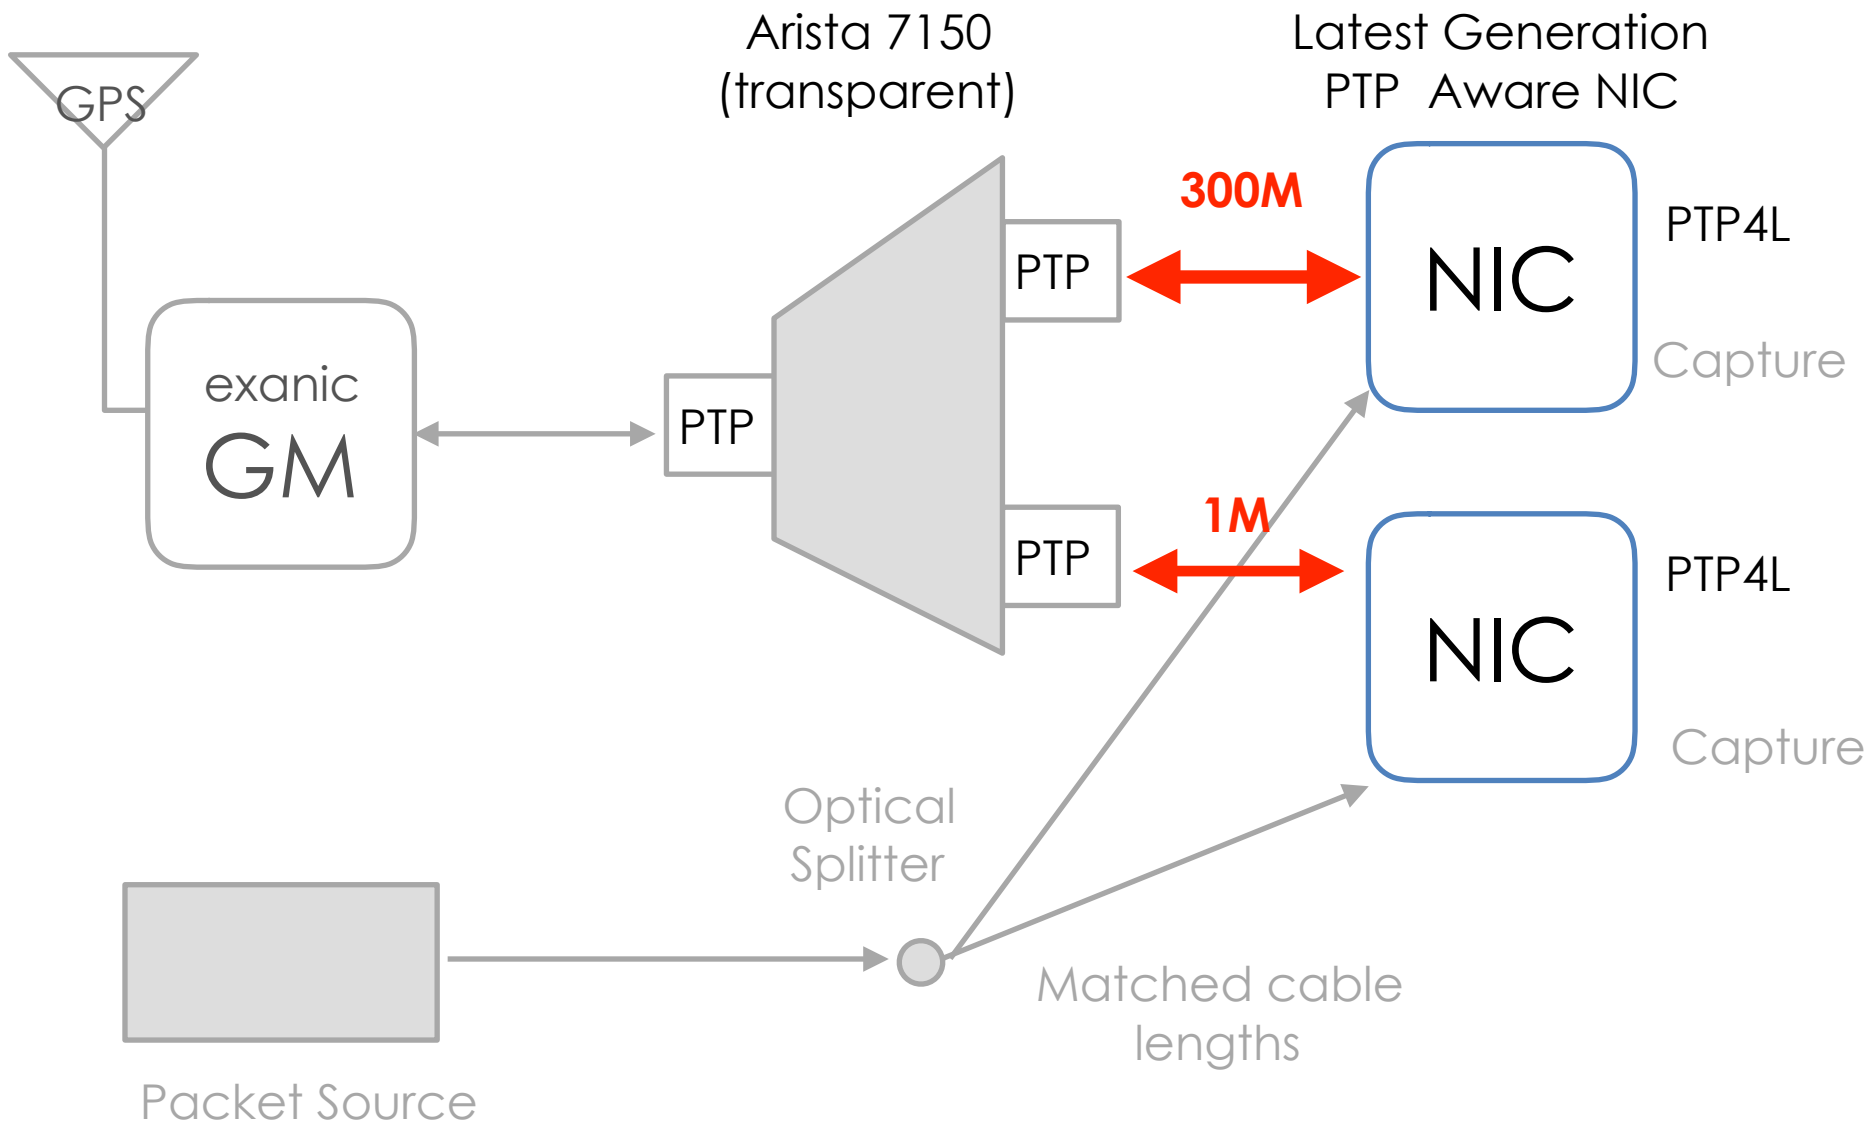 Arista 7150
(transparent)
Latest Generation
PTP Aware NIC
GPS
300M
PTP
NIC
PTP4L
Capture
exanic
GM
PTP
1M
PTP
NIC
PTP4L
Capture
Optical
Splitter
Matched cable
lengths
Packet Source